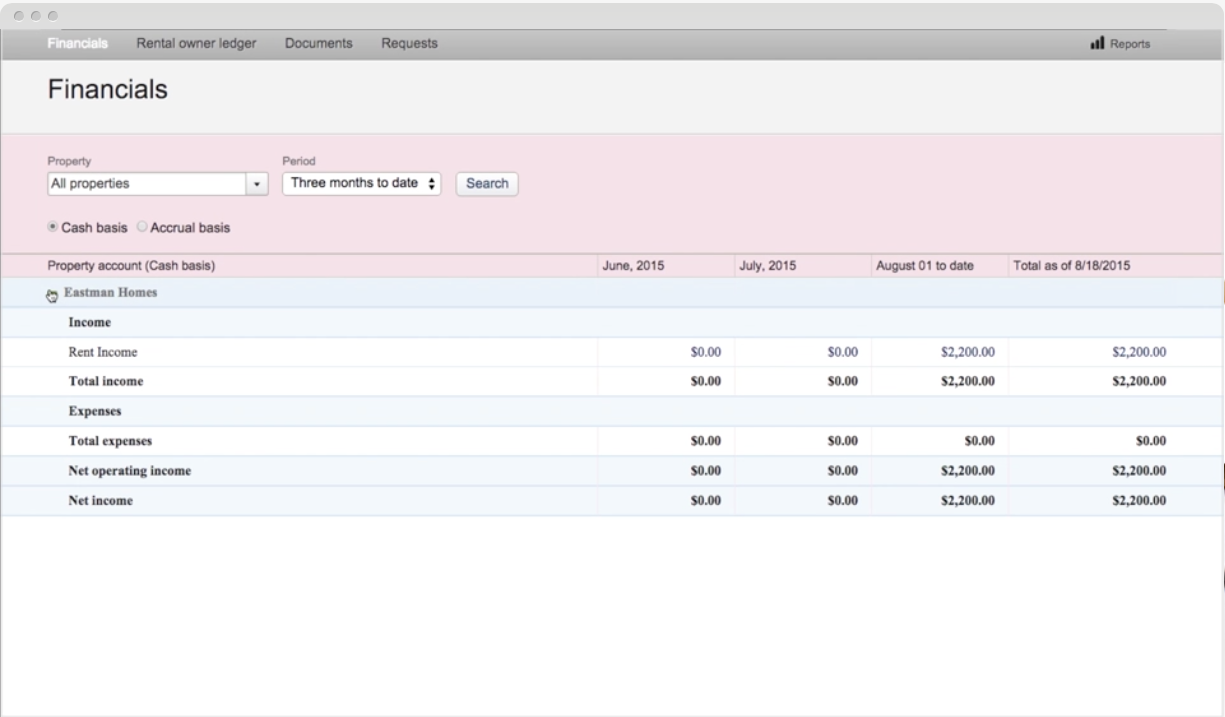 Financials Rental owner ledger Documents Requests Reports
Financials
Property Period
All properties Three months to date Search
Cash basis Accrual basis
Property account (Cash basis) June, 2015 July, 2015 August 01 to date Total as of 8/18/2015
Eastman Homes
Income
Rent Income $0.00 $0.00 $2,200.00 $2,200.00
Total income $0.00 $0.00 $2,200.00 $2,200.00
Expenses
Total expenses $0.00 $0.00 $0.00 $0.00
Net operating income $0.00 $0.00 $2,200.00 $2,200.00
Net income $0.00 $0.00 $2,200.00 $2,200.00